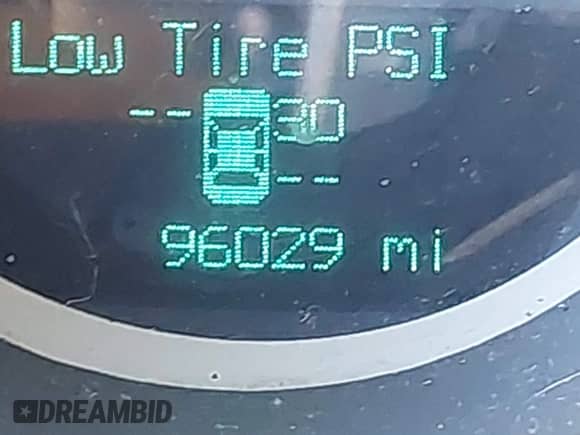 Low Tire PSI
-- 30
--
96029 mi
DREAMBID